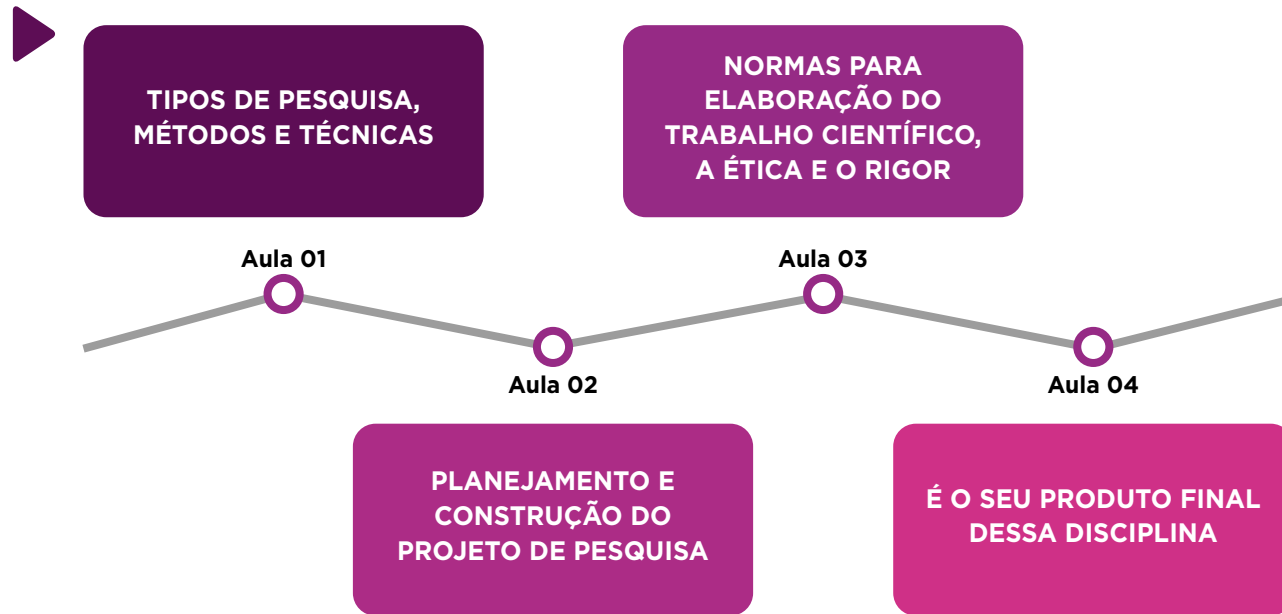 TIPOS DE PESQUISA,
MÉTODOS E TÉCNICAS
Aula 01
Aula 02
PLANEJAMENTO E
CONSTRUÇÃO DO
PROJETO DE PESQUISA
NORMAS PARA
ELABORAÇÃO DO
TRABALHO CIENTÍFICO,
A ÉTICA E O RIGOR
Aula 03
Aula 04
É O SEU PRODUTO FINAL
DESSA DISCIPLINA